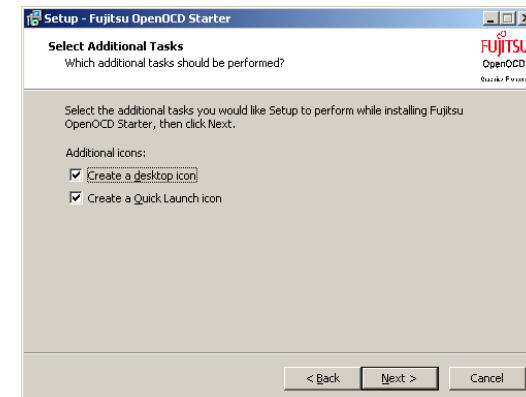 Setup - Fujitsu OpenOCD Starter
Select Additional Tasks
Which additional tasks should be performed?
FUJITSU
OpenOCD
Select the additional tasks you would like Setup to perform while installing Fujitsu
OpenOCD Starter, then click Next.
Additional icons:
Create a desktop icon
Create a Quick Launch icon
< Back
Next >
Cancel